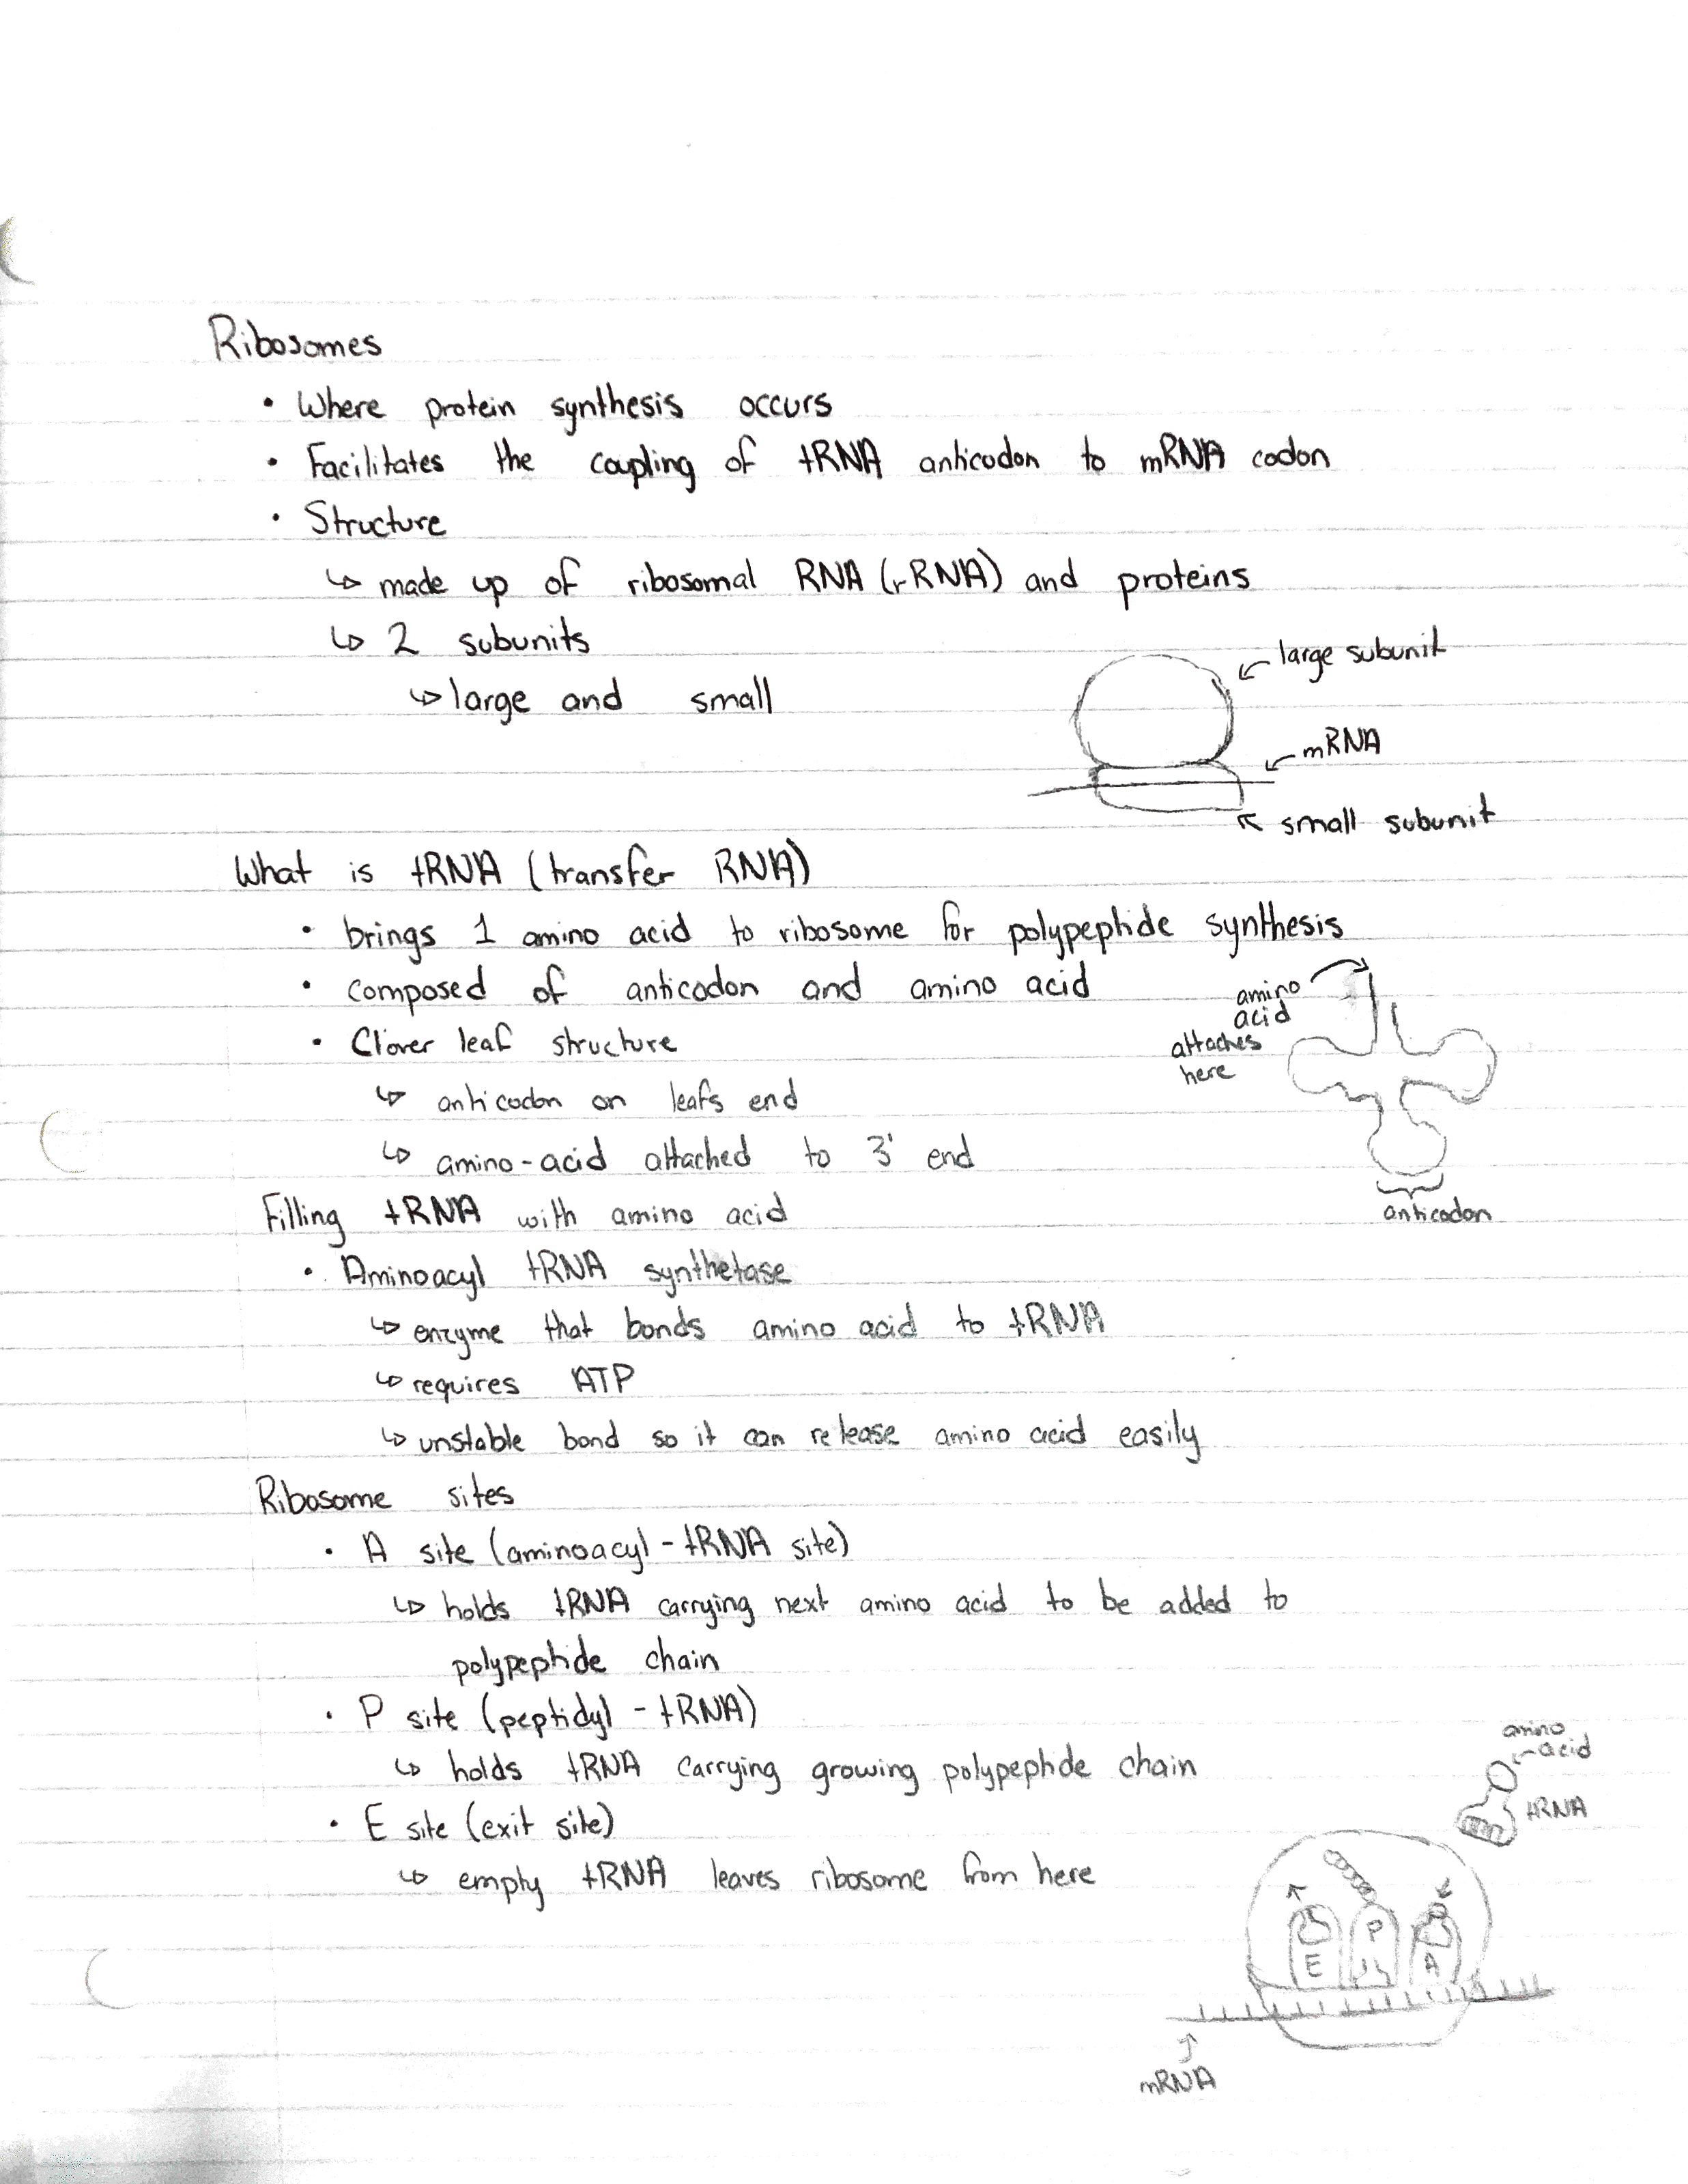 Ribosomes
• Where protein synthesis occurs
• Facilitates the coupling of tRNA anticodon to mRNA codon
• Structure
↳ made up of ribosomal RNA (rRNA) and proteins
↳ 2 subunits
↳ large and small
large subunit
mRNA
small subunit
What is tRNA (transfer RNA)
• brings 1 amino acid to ribosome for polypeptide synthesis
• composed of anticodon and amino acid
• Clover leaf structure
↳ anticodon on leafs end
↳ amino-acid attached to 3' end
amino
acid
attaches
here
anticodon
Filling tRNA with amino acid
• Aminoacyl tRNA synthetase
↳ enzyme that bonds amino acid to tRNA
↳ requires ATP
↳ unstable bond so it can release amino acid easily
Ribosome sites
• A site (aminoacyl - tRNA site)
↳ holds tRNA carrying next amino acid to be added to
polypeptide chain
• P site (peptidyl - tRNA)
↳ holds tRNA carrying growing polypeptide chain
• E site (exit site)
↳ empty tRNA leaves ribosome from here
amino
acid
tRNA
E P A
mRNA